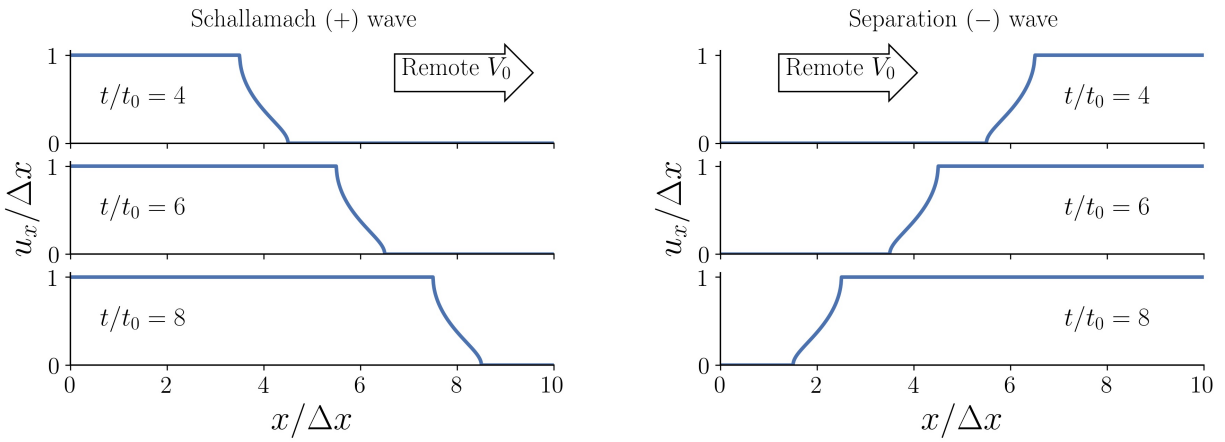 Schallamach (+) wave
Remote V₀
t/t₀ = 4
1
0
t/t₀ = 6
1
0
t/t₀ = 8
1
0
uₓ/Δx
0 2 4 6 8 10
x/Δx
Separation (−) wave
Remote V₀
t/t₀ = 4
1
0
t/t₀ = 6
1
0
t/t₀ = 8
1
0
uₓ/Δx
0 2 4 6 8 10
x/Δx